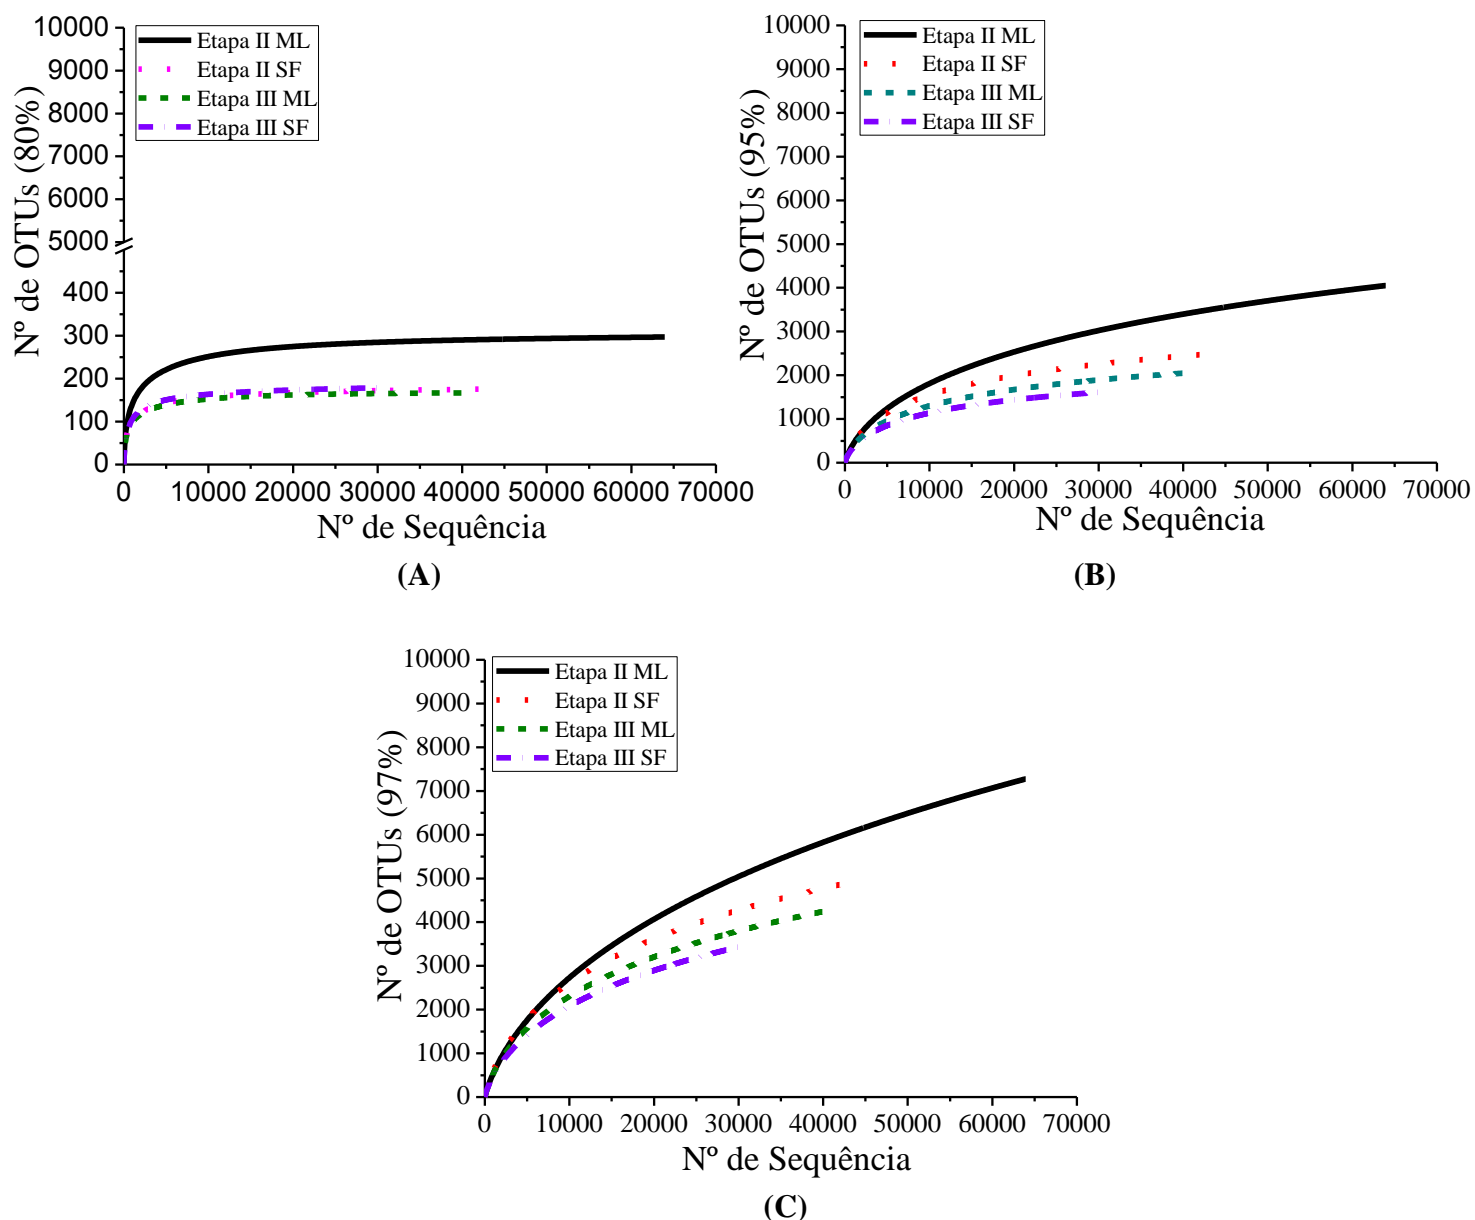 10000
9000
8000
7000
6000
5000
400
300
200
100
0
Nº de OTUs (80%)
Etapa II ML
Etapa II SF
Etapa III ML
Etapa III SF
0 10000 20000 30000 40000 50000 60000 70000
Nº de Sequência
(A)
10000
9000
8000
7000
6000
5000
4000
3000
2000
1000
0
Nº de OTUs (95%)
Etapa II ML
Etapa II SF
Etapa III ML
Etapa III SF
0 10000 20000 30000 40000 50000 60000 70000
Nº de Sequência
(B)
10000
9000
8000
7000
6000
5000
4000
3000
2000
1000
0
Nº de OTUs (97%)
Etapa II ML
Etapa II SF
Etapa III ML
Etapa III SF
0 10000 20000 30000 40000 50000 60000 70000
Nº de Sequência
(C)